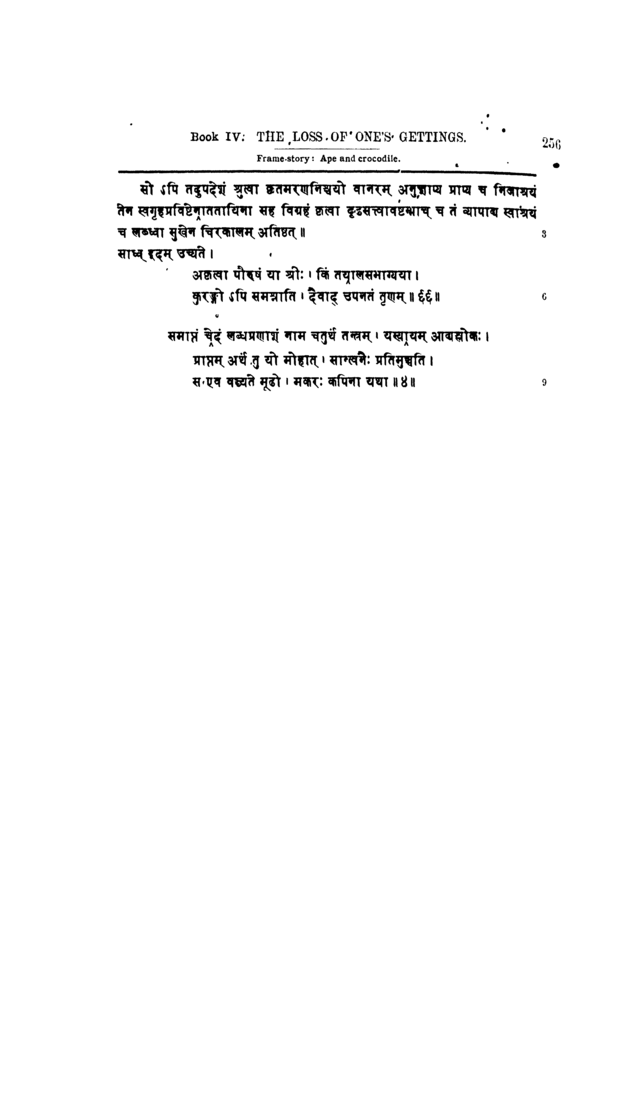 Book IV: THE LOSS OF ONE'S GETTINGS.
256
Frame-story: Ape and crocodile.
सो ऽपि तदुपदेशं श्रुत्वा कृतमरणनिश्चयो वानरम् अनुज्ञाप्य प्राप्य च निजाश्रयं
तेन स्वगृहप्रविष्टेनाततायिना सह विग्रहं कृत्वा दृढसत्त्वावष्टम्भाच् च तं व्यापाद्य स्वाश्रयं
च लब्ध्वा सुखेन चिरकालम् अतिष्ठत् ॥ 3
साध्व् इदम् उच्यते ।
अकृत्वा पौरुषं या श्रीः । किं तयालसभाग्यया ।
कुरङ्गो ऽपि समश्नाति । दैवाद् उपनतं तृणम् ॥ ६६॥ 6
समाप्तं चेदं लब्धप्रणाशं नाम चतुर्थं तन्त्रम् । यस्यायम् आद्यश्लोकः ।
प्राप्तम् अर्थं तु यो मोहात् । सान्त्वनैः प्रतिमुञ्चति ।
स एव वञ्च्यते मूढो । मकरः कपिना यथा ॥४॥ 9